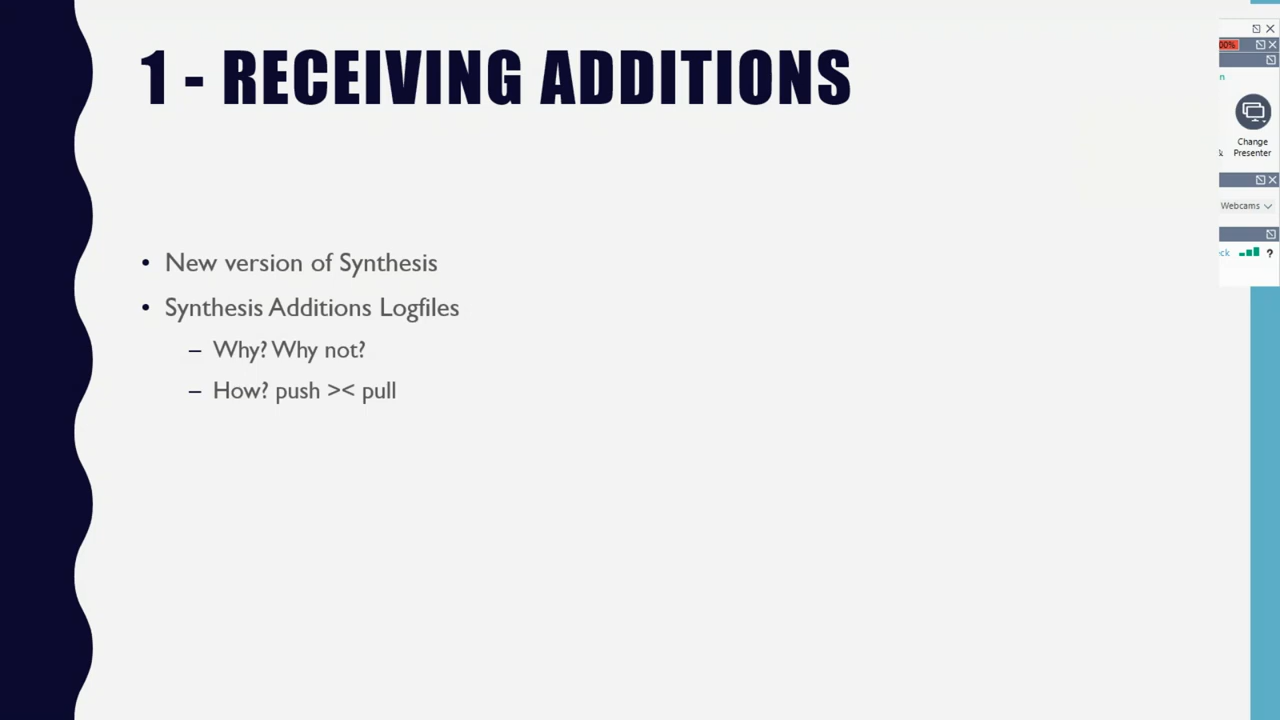 1 - RECEIVING ADDITIONS
• New version of Synthesis
• Synthesis Additions Logfiles
– Why? Why not?
– How? push >< pull
00%
Change
& Presenter
Webcams
?